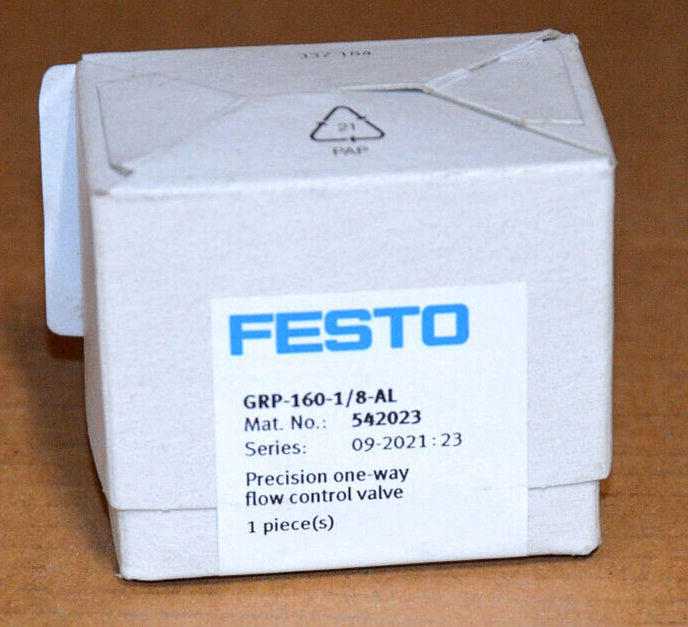 337 184
21
PAP
FESTO
GRP-160-1/8-AL
Mat. No.: 542023
Series: 09-2021:23
Precision one-way
flow control valve
1 piece(s)